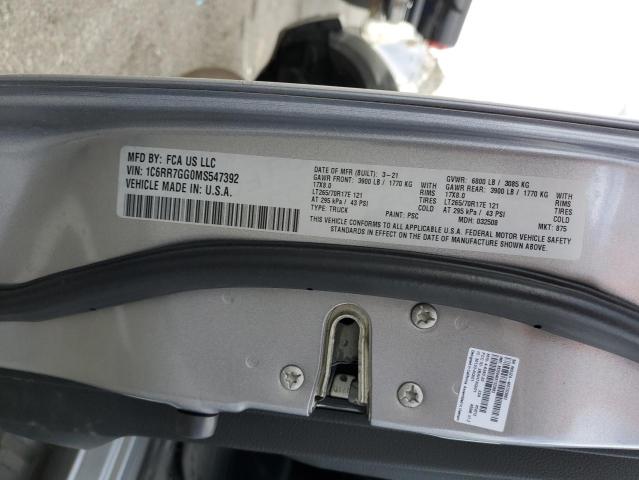 MFD BY: FCA US LLC
VIN: 1C6RR7GG0MS547392
VEHICLE MADE IN U.S.A.
DATE OF MFR (BUILT): 3-21 GVWR: 6800 LB / 3085 KG
GAWR FRONT: 3900 LB / 1770 KG WITH GAWR REAR: 3900 LB / 1770 KG WITH
17X8.0 RIMS 17X8.0 RIMS
LT265/70R17E 121 TIRES LT265/70R17E 121 TIRES
AT 295 kPa / 43 PSI COLD AT 295 kPa / 43 PSI COLD
TYPE: TRUCK PAINT: PSC MDH: 032508 MKT: 875
THIS VEHICLE CONFORMS TO ALL APPLICABLE U.S.A. FEDERAL MOTOR VEHICLE SAFETY
STANDARDS IN EFFECT ON THE DATE OF MANUFACTURE SHOWN ABOVE.